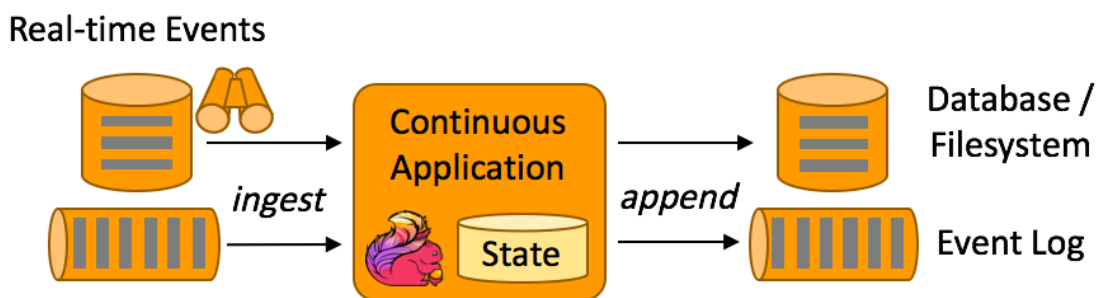 Real-time Events
Continuous
Application
Database /
Filesystem
ingest
append
State
Event Log